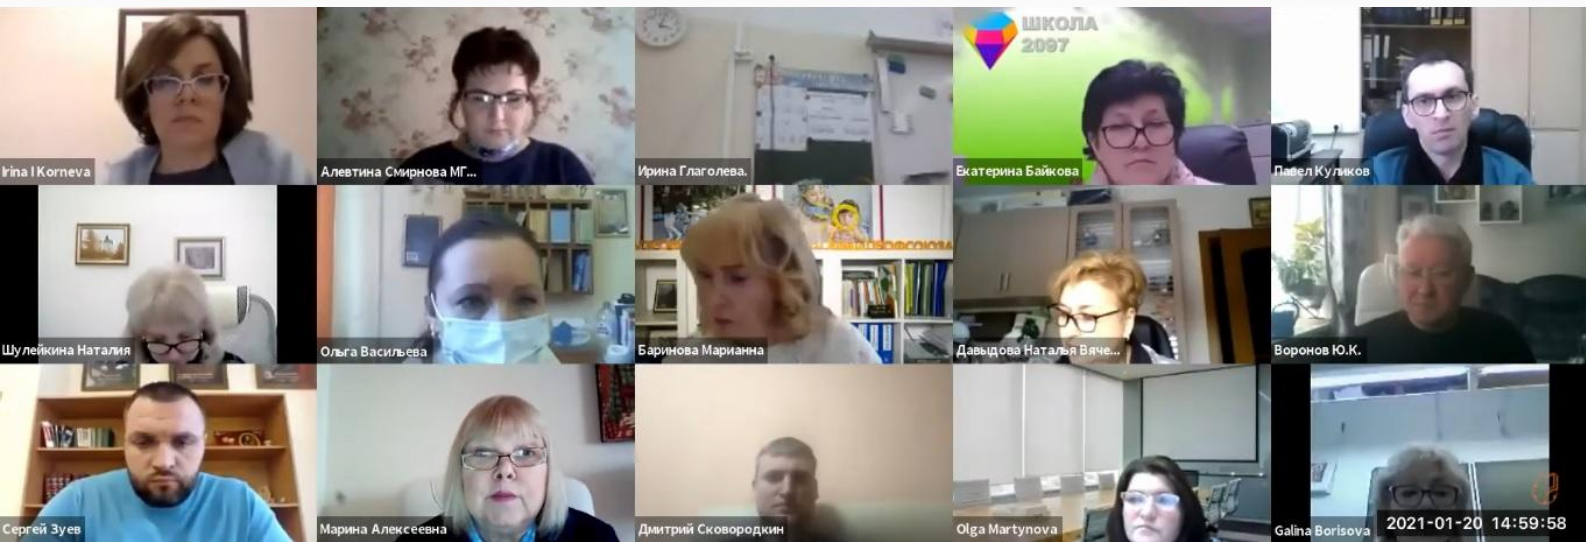 ШКОЛА
2097
Irina I Korneva
Алевтина Смирнова МГ...
Ирина Глаголева.
Екатерина Байкова
Павел Куликов
Шулейкина Наталия
Ольга Васильева
Баринова Марианна
Давыдова Наталья Вяче...
Воронов Ю.К.
Сергей Зуев
Марина Алексеевна
Дмитрий Сковородкин
Olga Martynova
Galina Borisova
2021-01-20 14:59:58